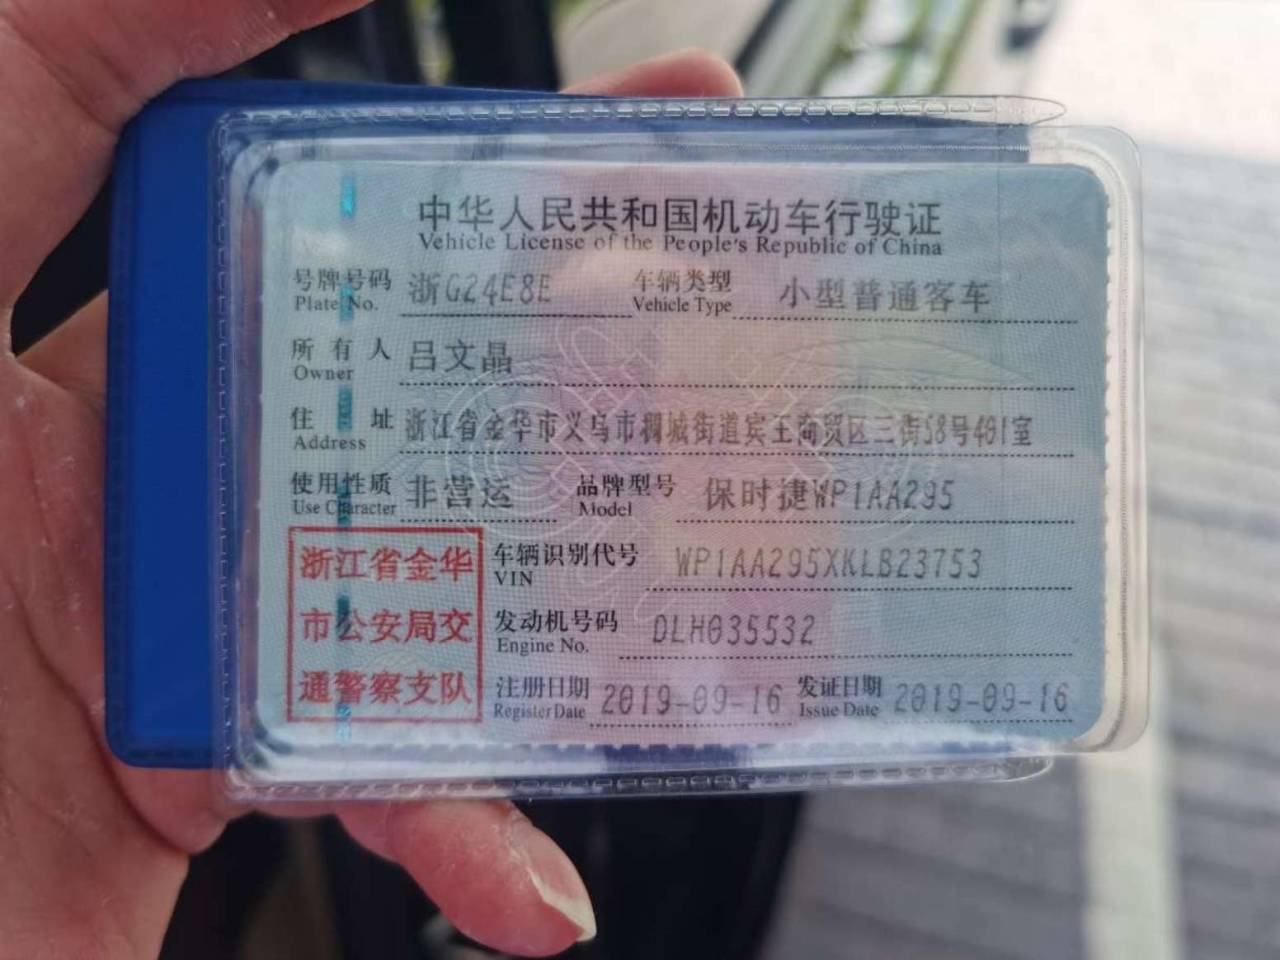 中华人民共和国机动车行驶证
Vehicle License of the People's Republic of China
号牌号码 浙G24E8E 车辆类型 小型普通客车
Plate No. Vehicle Type
所有人 吕文晶
Owner
住址 浙江省金华市义乌市稠城街道宾王商贸区三街58号401室
Address
使用性质 非营运 品牌型号 保时捷WP1AA295
Use Character Model
浙江省金华
市公安局交
通警察支队
车辆识别代号 WP1AA295XKLB23753
VIN
发动机号码 DLH035532
Engine No.
注册日期 2019-09-16 发证日期 2019-09-16
Register Date Issue Date